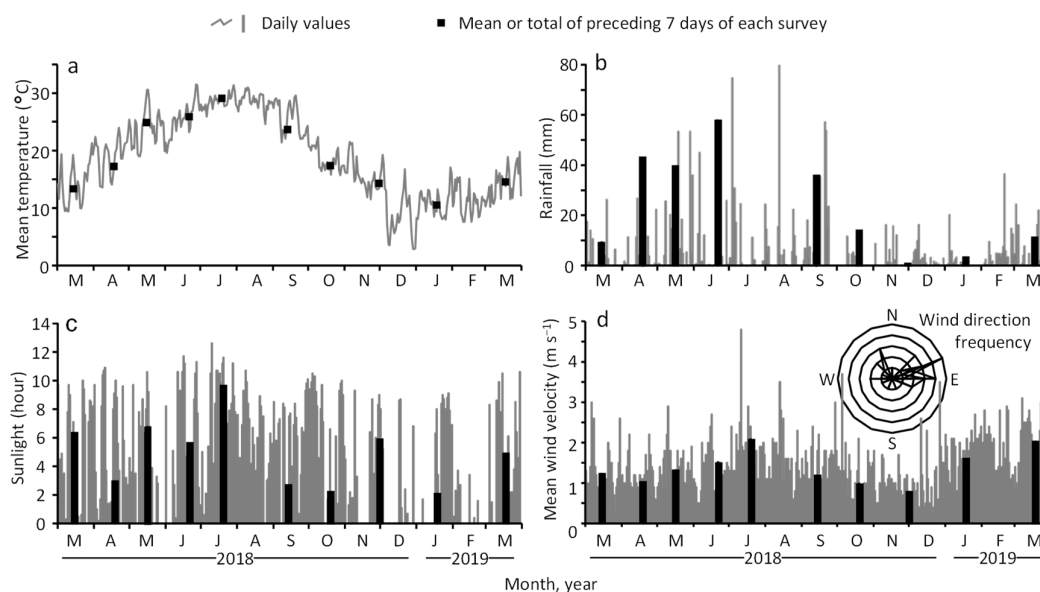 Daily values
Mean or total of preceding 7 days of each survey
a
Mean temperature (°C)
30
20
10
0
M A M J J A S O N D J F M
b
Rainfall (mm)
80
60
40
20
0
M A M J J A S O N D J F M
c
Sunlight (hour)
14
12
10
8
6
4
2
0
M A M J J A S O N D J F M
2018 2019
d
Mean wind velocity (m s⁻¹)
5
4
3
2
1
0
N
Wind direction
frequency
W E
S
M A M J J A S O N D J F M
2018 2019
Month, year